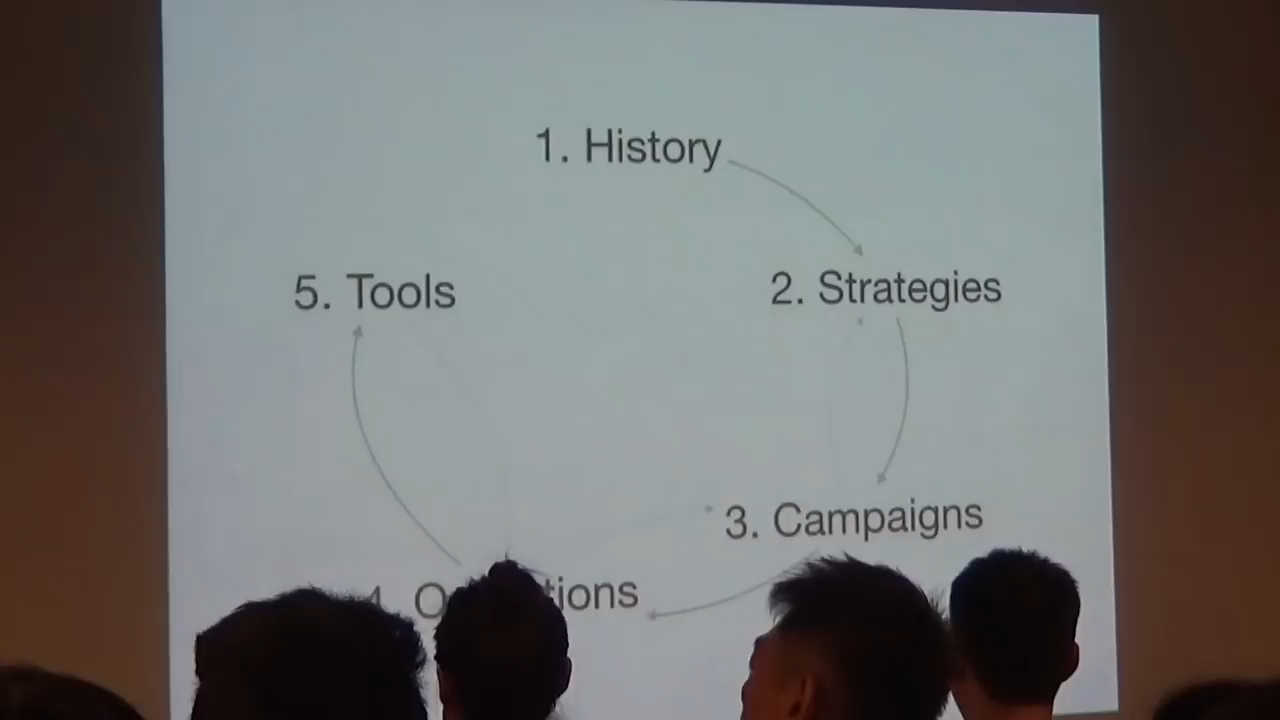 1. History
2. Strategies
3. Campaigns
5. Tools